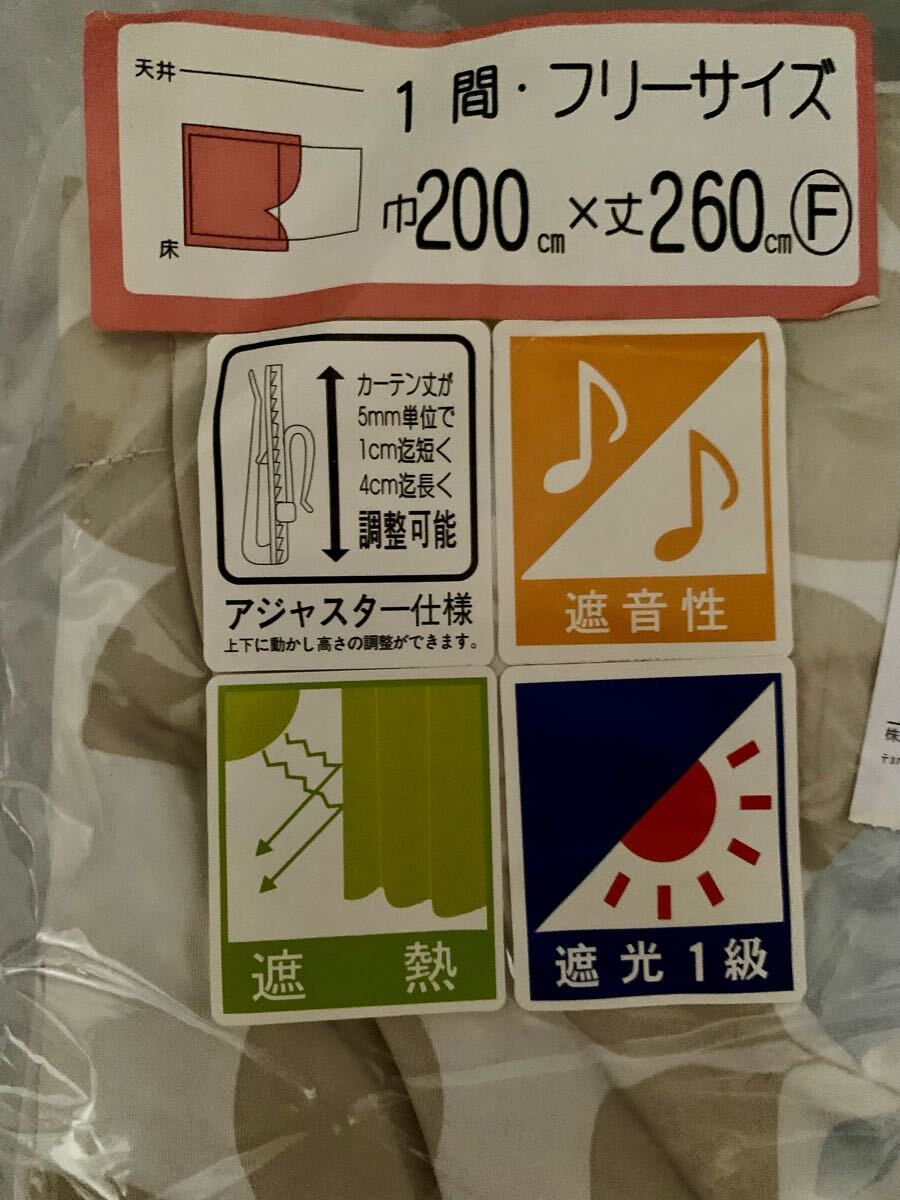 天井
床
1間・フリーサイズ
巾200cm×丈260cmⒻ
カーテン丈が
5mm単位で
1cm迄短く
4cm迄長く
調整可能
アジャスター仕様
上下に動かし高さの調整ができます。
遮音性
遮熱
遮光1級
株